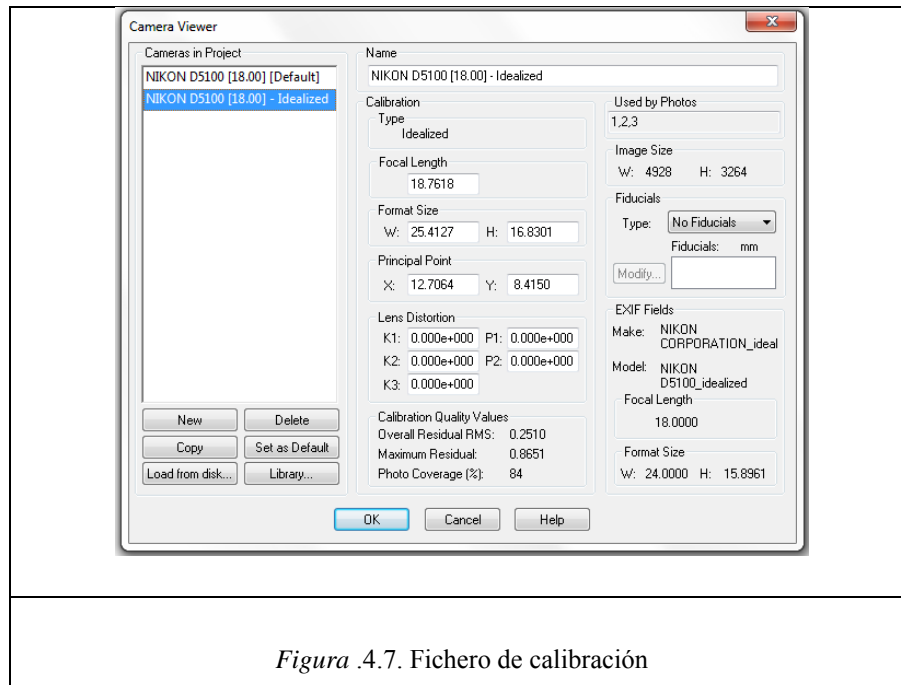 Camera Viewer
Cameras in Project
NIKON D5100 [18.00] [Default]
NIKON D5100 [18.00] - Idealized
New
Delete
Copy
Set as Default
Load from disk...
Library...
Name
NIKON D5100 [18.00] - Idealized
Calibration
Type
Idealized
Focal Length
18.7618
Format Size
W: 25.4127 H: 16.8301
Principal Point
X: 12.7064 Y: 8.4150
Lens Distortion
K1: 0.000e+000 P1: 0.000e+000
K2: 0.000e+000 P2: 0.000e+000
K3: 0.000e+000
Calibration Quality Values
Overall Residual RMS: 0.2510
Maximum Residual: 0.8651
Photo Coverage (%): 84
Used by Photos
1,2,3
Image Size
W: 4928 H: 3264
Fiducials
Type: No Fiducials
Fiducials: mm
Modify...
EXIF Fields
Make: NIKON
CORPORATION_ideal
Model: NIKON
D5100_idealized
Focal Length
18.0000
Format Size
W: 24.0000 H: 15.8961
OK
Cancel
Help
Figura .4.7. Fichero de calibración